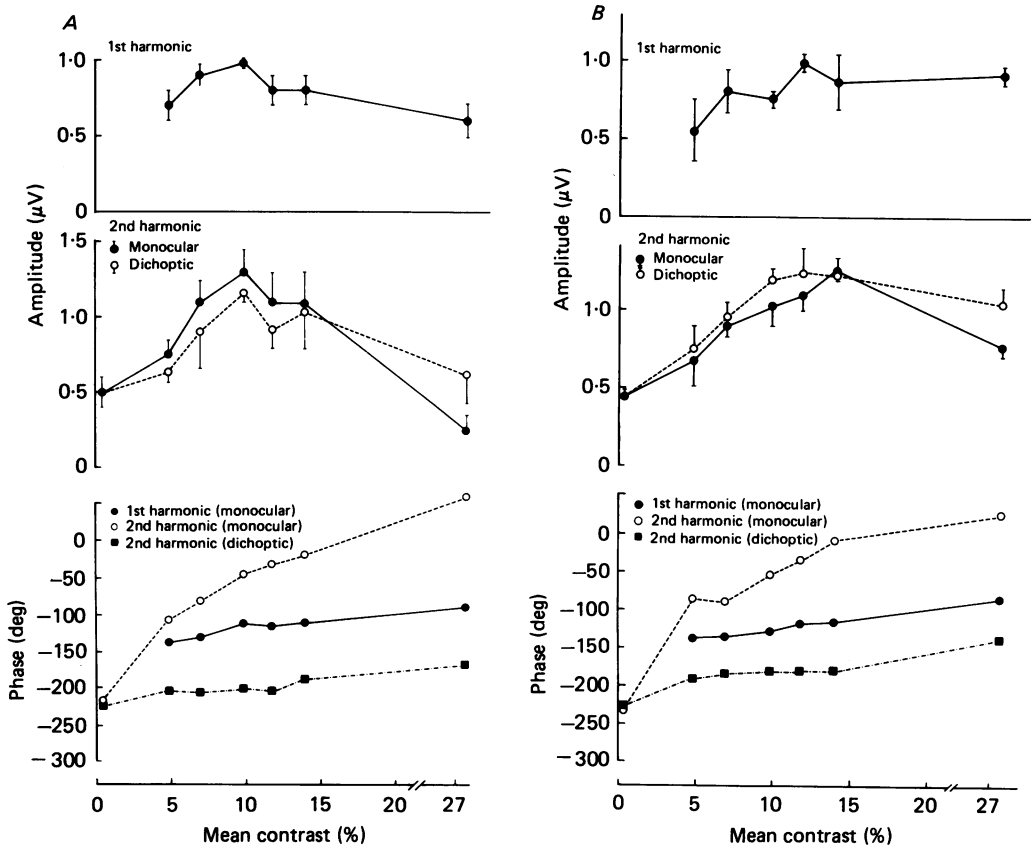 A
1st harmonic
1·0
0·5
0
2nd harmonic
Monocular
Dichoptic
1·5
1·0
0·5
0
Amplitude (μV)
1st harmonic (monocular)
2nd harmonic (monocular)
2nd harmonic (dichoptic)
0
−50
−100
−150
−200
−250
−300
Phase (deg)
0 5 10 15 20 27
Mean contrast (%)
B
1st harmonic
1·0
0·5
0
2nd harmonic
Monocular
Dichoptic
1·0
0·5
0
Amplitude (μV)
1st harmonic (monocular)
2nd harmonic (monocular)
2nd harmonic (dichoptic)
0
−50
−100
−150
−200
−250
−300
Phase (deg)
0 5 10 15 20 27
Mean contrast (%)